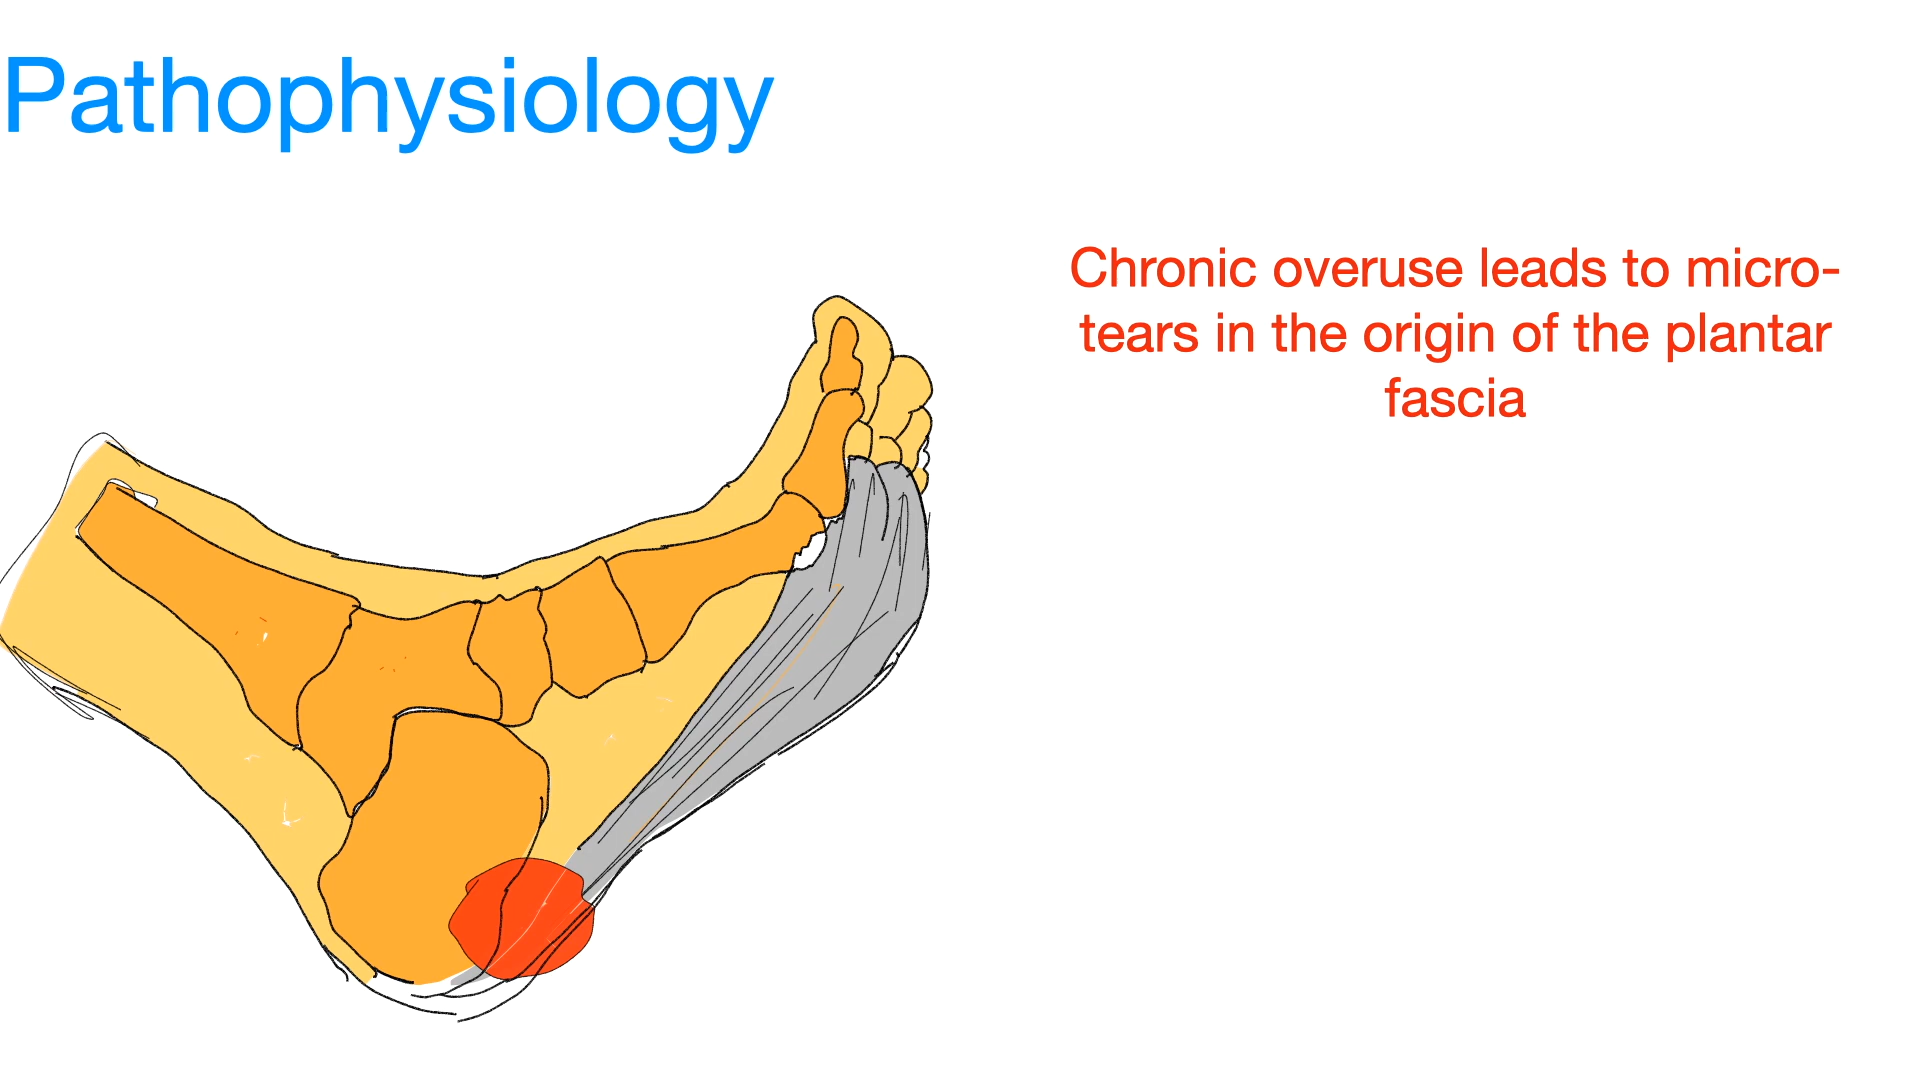 Pathophysiology
Chronic overuse leads to micro-
tears in the origin of the plantar
fascia